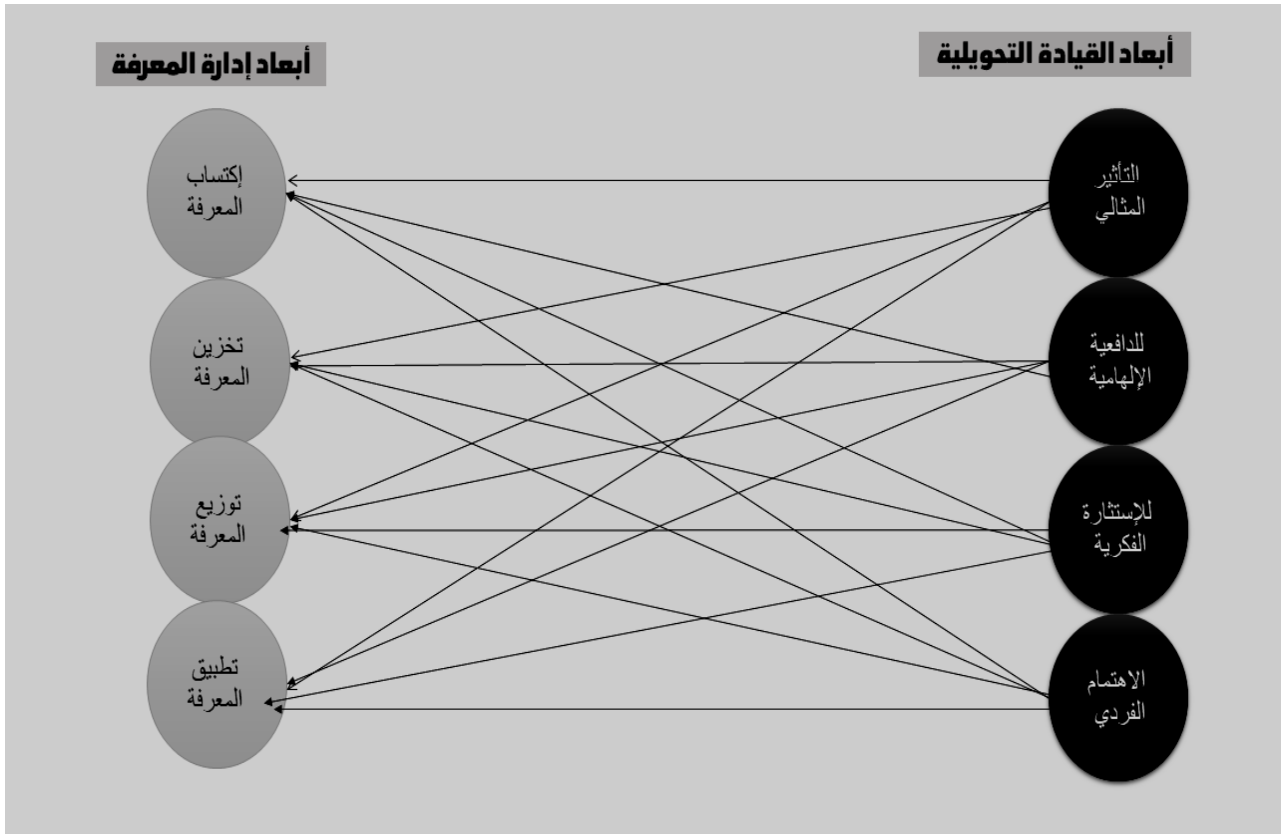 أبعاد القيادة التحويلية
أبعاد إدارة المعرفة
التأثير
المثالي
للدافعية
الإلهامية
للإستثارة
الفكرية
الاهتمام
الفردي
إكتساب
المعرفة
تخزين
المعرفة
توزيع
المعرفة
تطبيق
المعرفة